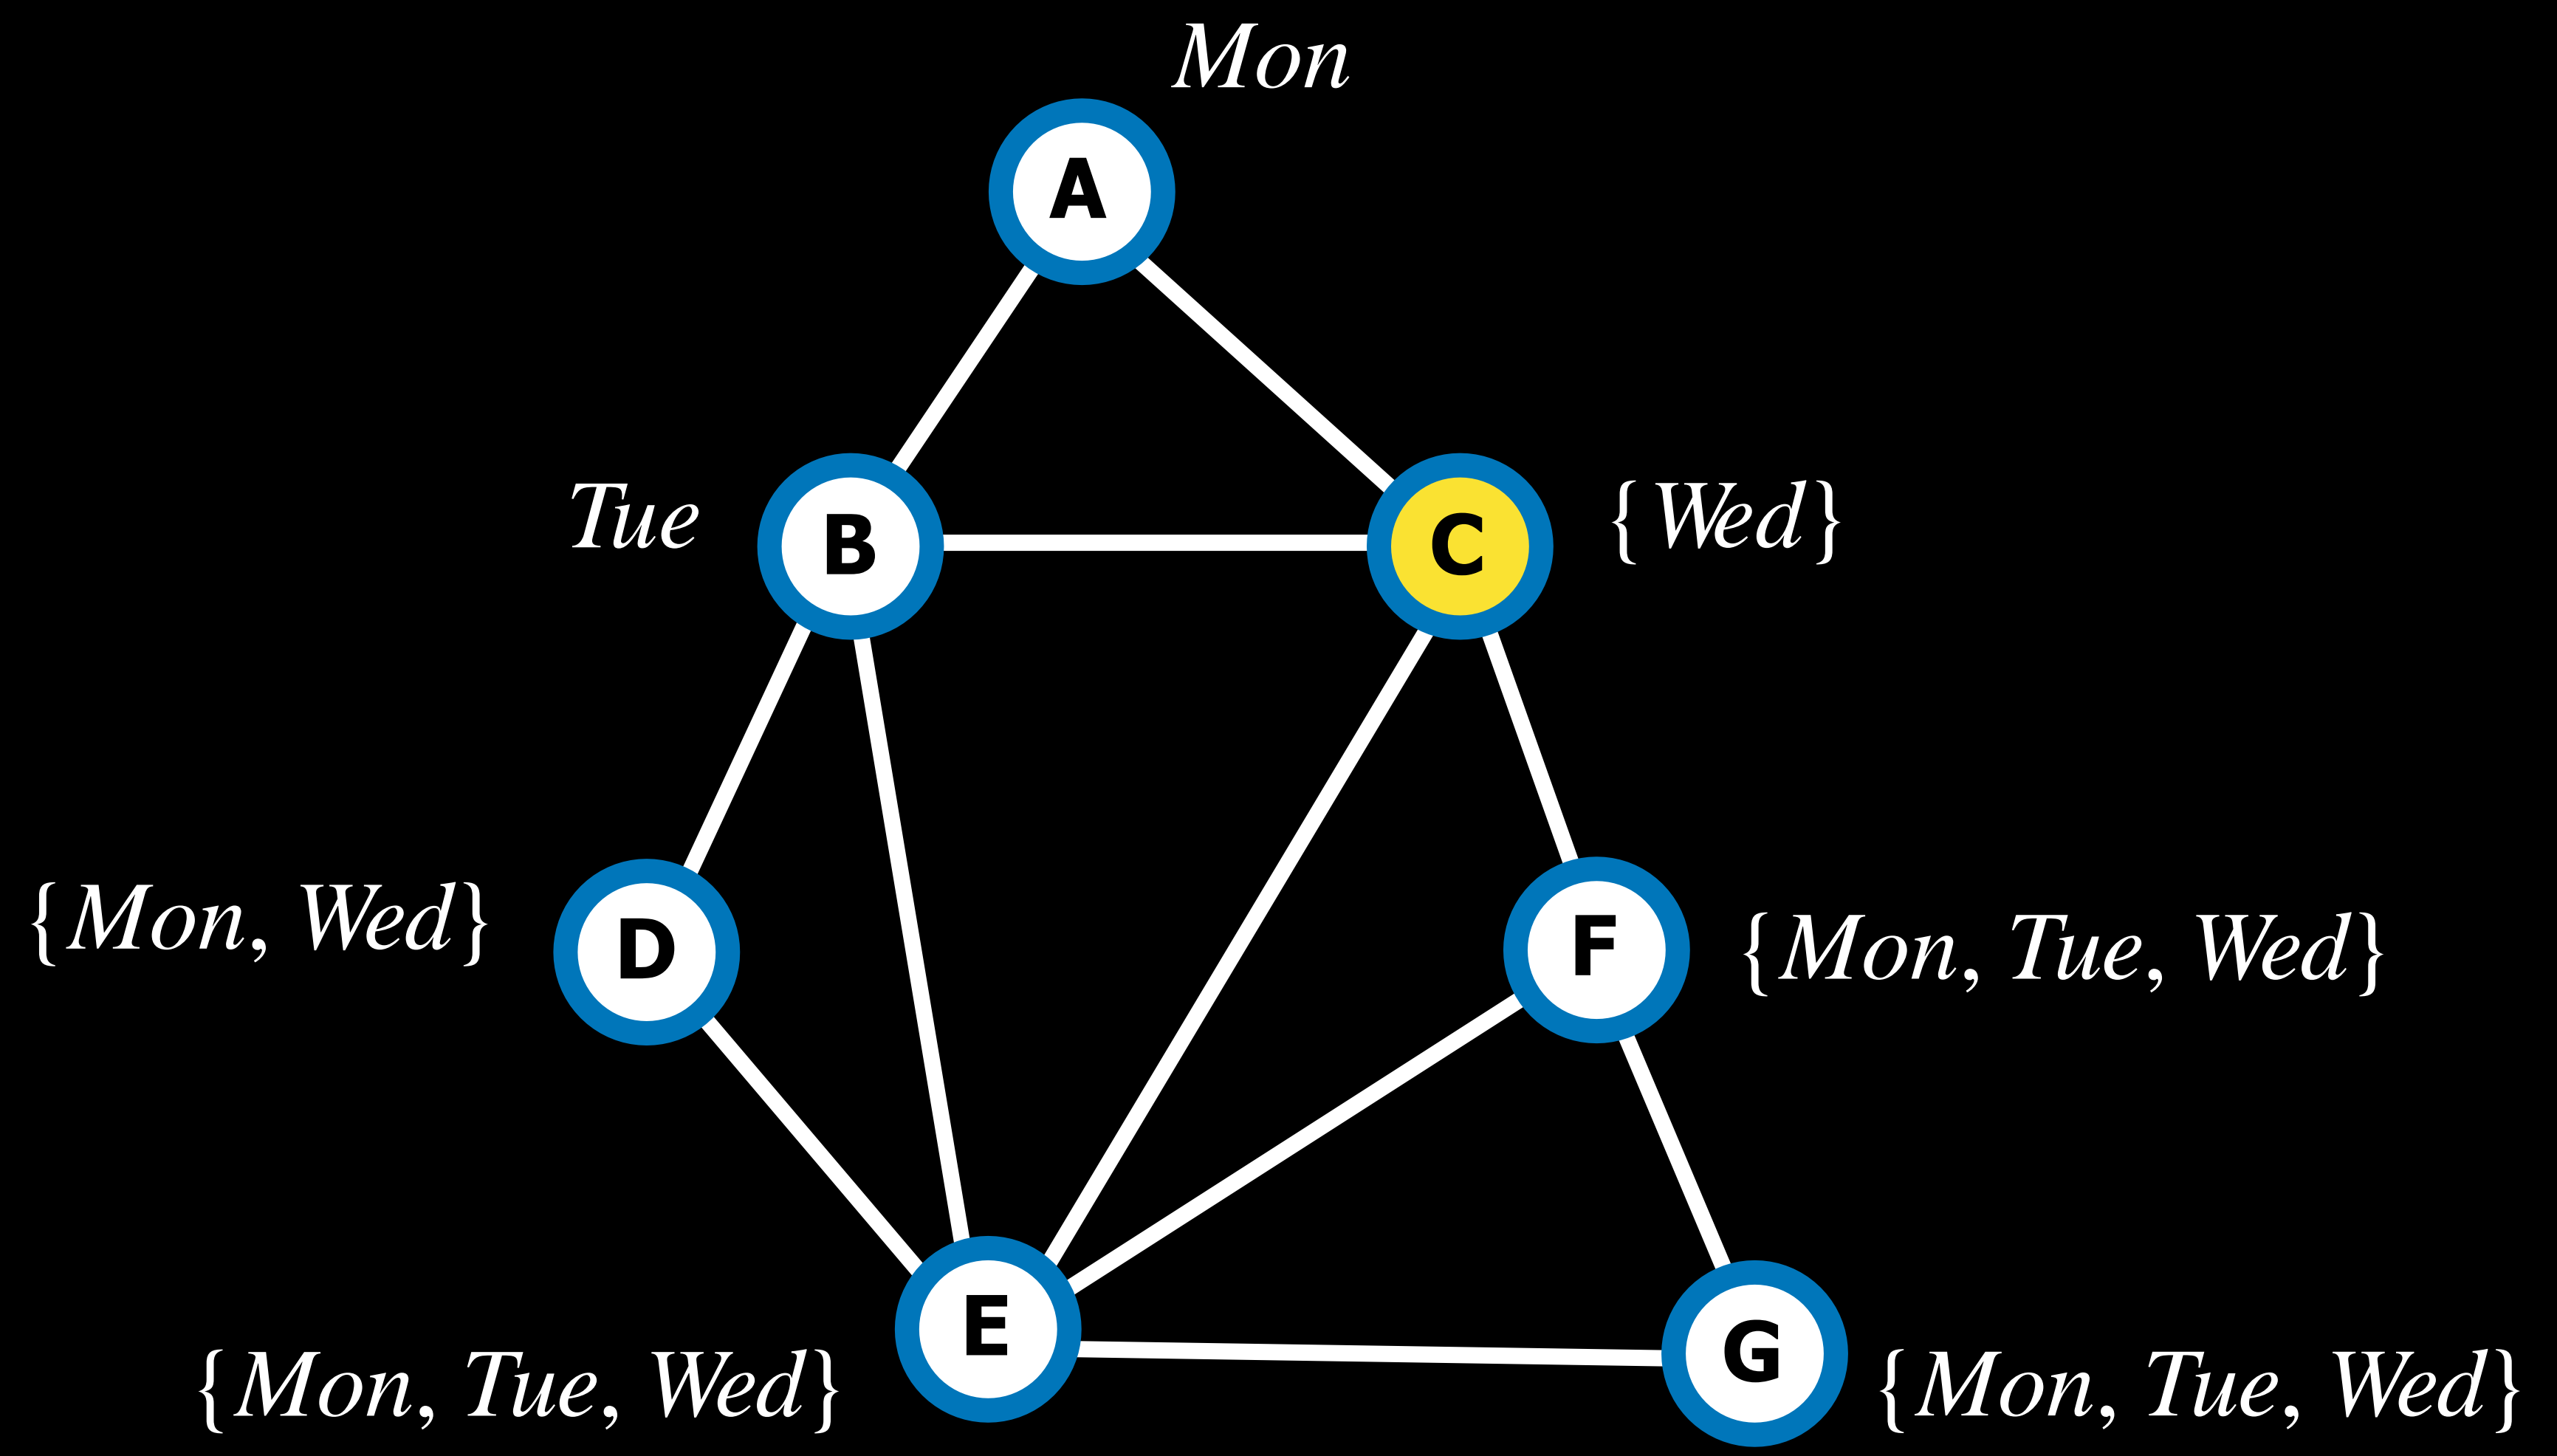 Mon
A
Tue
B
C
{Wed}
{Mon, Wed}
D
F
{Mon, Tue, Wed}
{Mon, Tue, Wed}
E
G
{Mon, Tue, Wed}